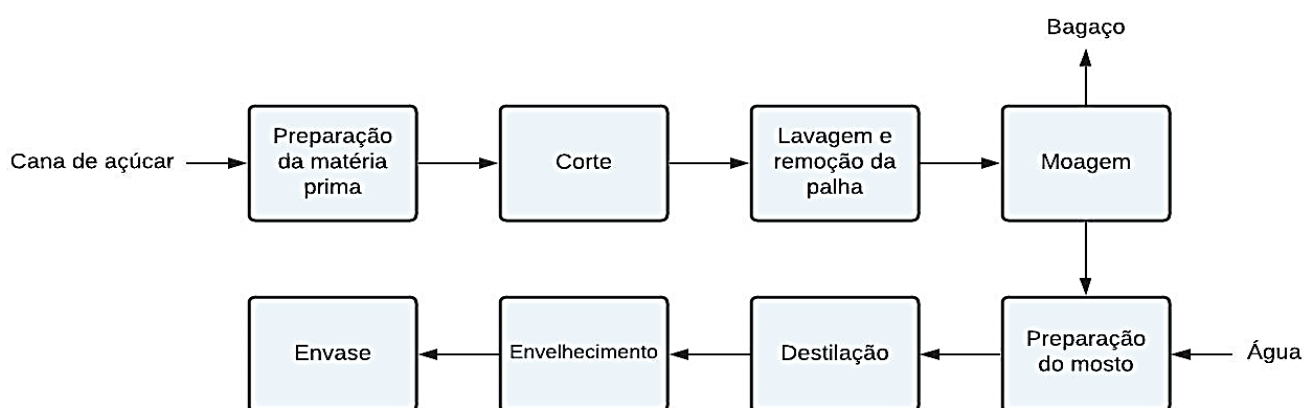 Bagaço
Cana de açúcar
Preparação
da matéria
prima
Corte
Lavagem e
remoção da
palha
Moagem
Envase
Envelhecimento
Destilação
Preparação
do mosto
Água